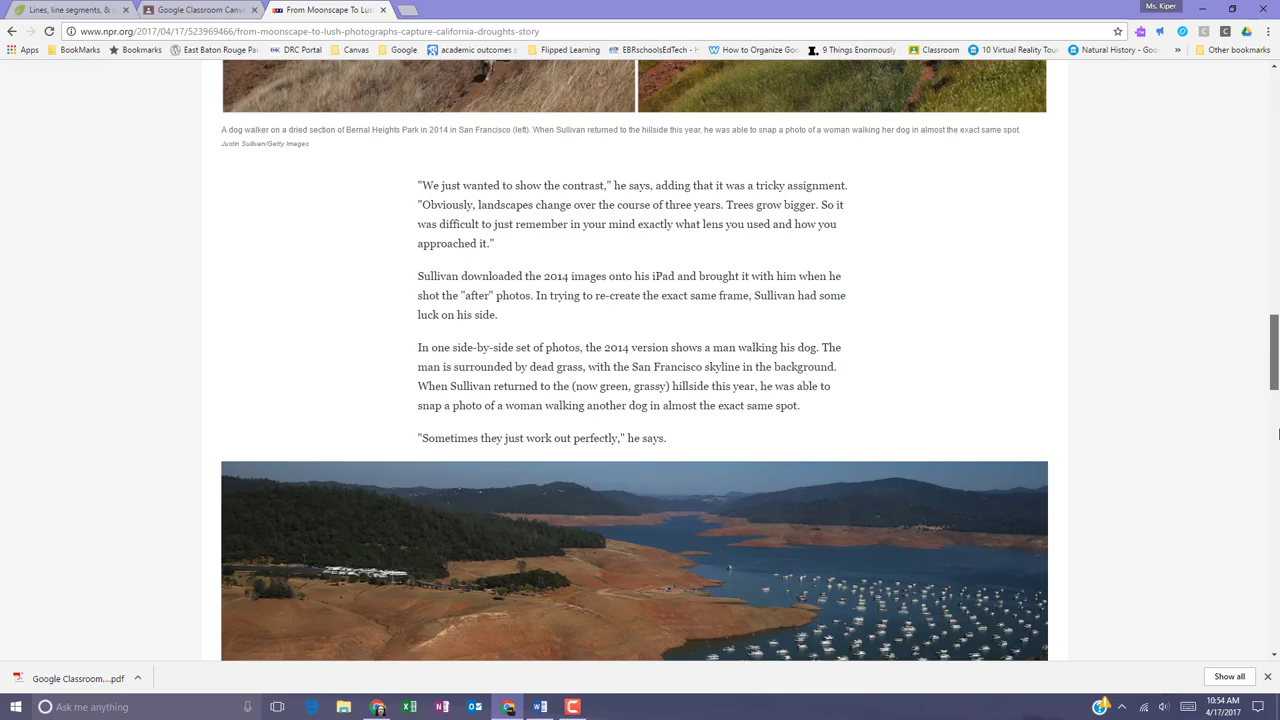 Lines, line segments, &
Google Classroom Canv
From Moonscape To Lush
Ms. Kiper
www.npr.org/2017/04/17/523969466/from-moonscape-to-lush-photographs-capture-california-droughts-story
Apps
BookMarks
Bookmarks
East Baton Rouge Par
DRC Portal
Canvas
Google
academic outcomes
Flipped Learning
EBRschoolsEdTech - H
How to Organize Goo
9 Things Enormously
Classroom
10 Virtual Reality Tour
Natural History - Goo
»
Other bookmarks
A dog walker on a dried section of Bernal Heights Park in 2014 in San Francisco (left). When Sullivan returned to the hillside this year, he was able to snap a photo of a woman walking her dog in almost the exact same spot.
Justin Sullivan/Getty Images
"We just wanted to show the contrast," he says, adding that it was a tricky assignment.
"Obviously, landscapes change over the course of three years. Trees grow bigger. So it
was difficult to just remember in your mind exactly what lens you used and how you
approached it."
Sullivan downloaded the 2014 images onto his iPad and brought it with him when he
shot the "after" photos. In trying to re-create the exact same frame, Sullivan had some
luck on his side.
In one side-by-side set of photos, the 2014 version shows a man walking his dog. The
man is surrounded by dead grass, with the San Francisco skyline in the background.
When Sullivan returned to the (now green, grassy) hillside this year, he was able to
snap a photo of a woman walking another dog in almost the exact same spot.
"Sometimes they just work out perfectly," he says.
Google Classroom....pdf
Show all
Ask me anything
10:54 AM
4/17/2017